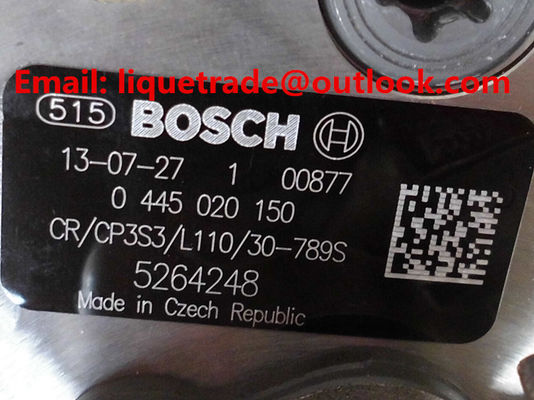 Email: liquetrade@outlook.com
515 BOSCH
13-07-27 1 00877
0 445 020 150
CR/CP3S3/L110/30-789S
5264248
Made in Czech Republic